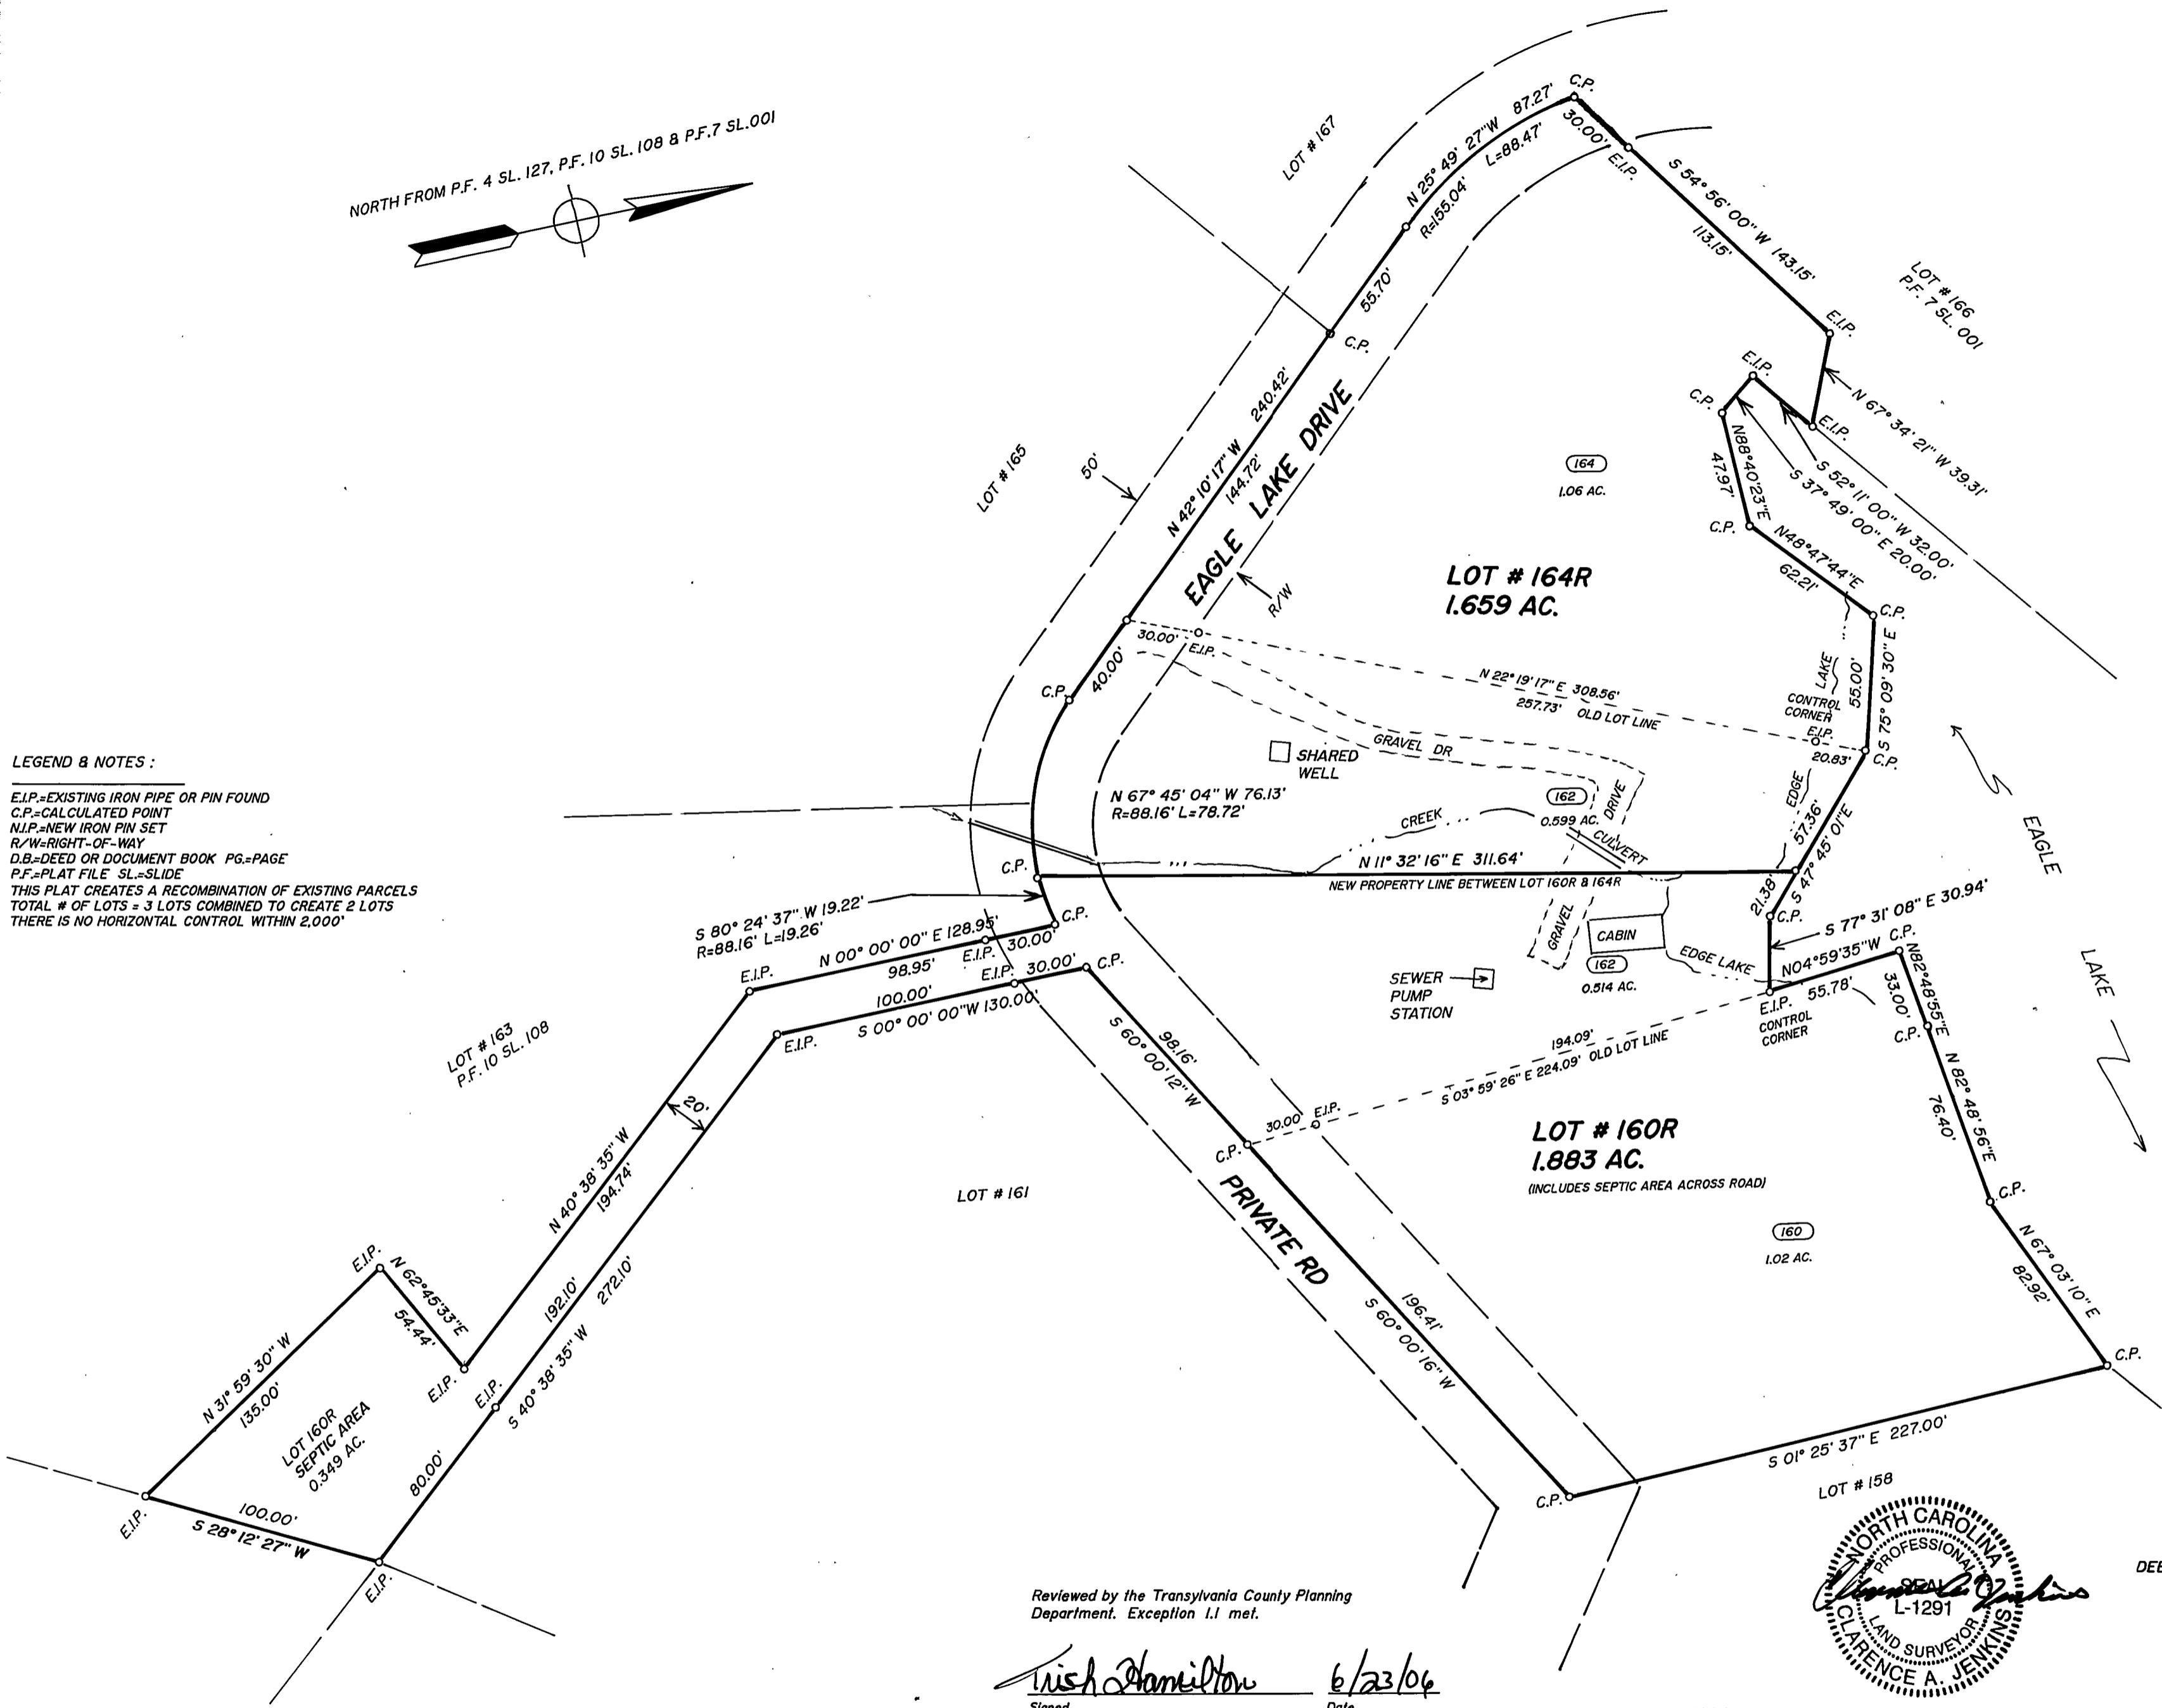 NORTH FROM P.F. 4 SL. 127, P.F. 10 SL. 108 & P.F. 7 SL.001
LOT # 167
C.P.
N 25° 49' 27" W 87.27'
L=88.47'
R=155.04'
30.00'
E.I.P.
S 54° 56' 00" W 143.15'
113.15'
LOT # 166
P.F. 7 SL. 001
E.I.P.
55.70'
C.P.
E.I.P.
C.P.
E.I.P.
N 67° 34' 21" W 39.31'
S 52° 11' 00" W 32.00'
S 37° 49' 00" E 20.00'
N88°40'23"E
47.97'
C.P.
N48°47'44"E
62.21'
C.P.
164
1.06 AC.
LOT # 165
50'
N 42° 10' 17" W 240.42'
144.72'
EAGLE LAKE DRIVE
R/W
LOT # 164R
1.659 AC.
30.00'
E.I.P.
40.00'
C.P.
N 22° 19' 17" E 308.56'
257.73' OLD LOT LINE
LAKE
EDGE
55.00'
S 75° 09' 30" E
CONTROL
CORNER
E.I.P.
20.83'
C.P.
EAGLE
LAKE
GRAVEL DR
SHARED
WELL
DRIVE
162
0.599 AC.
CULVERT
CREEK
57.36'
S 47° 45' 01"E
21.38'
N 67° 45' 04" W 76.13'
R=88.16' L=78.72'
LEGEND & NOTES :
E.I.P.=EXISTING IRON PIPE OR PIN FOUND
C.P.=CALCULATED POINT
N.I.P.=NEW IRON PIN SET
R/W=RIGHT-OF-WAY
D.B.=DEED OR DOCUMENT BOOK PG.=PAGE
P.F.=PLAT FILE SL.=SLIDE
THIS PLAT CREATES A RECOMBINATION OF EXISTING PARCELS
TOTAL # OF LOTS = 3 LOTS COMBINED TO CREATE 2 LOTS
THERE IS NO HORIZONTAL CONTROL WITHIN 2,000'
C.P.
N 11° 32' 16" E 311.64'
NEW PROPERTY LINE BETWEEN LOT 160R & 164R
S 80° 24' 37" W 19.22'
R=88.16' L=19.26'
C.P.
C.P.
S 77° 31' 08" E 30.94'
GRAVEL
CABIN
EDGE LAKE
162
0.514 AC.
SEWER
PUMP
STATION
N 00° 00' 00" E 128.95'
98.95'
E.I.P.
30.00'
E.I.P.
E.I.P.
30.00'
C.P.
100.00'
S 00° 00' 00"W 130.00'
E.I.P.
N04°59'35"W
55.78'
C.P.
E.I.P.
CONTROL
CORNER
N82°48'55"E
33.00'
C.P.
N 82° 48' 56"E
76.40'
C.P.
LOT # 163
P.F. 10 SL. 108
98.16'
S 60° 00' 12" W
194.09'
OLD LOT LINE
S 03° 59' 26" E 224.09'
30.00'
E.I.P.
C.P.
LOT # 160R
1.883 AC.
(INCLUDES SEPTIC AREA ACROSS ROAD)
20'
N 40° 38' 35" W
194.74'
LOT # 161
PRIVATE RD
160
1.02 AC.
N 67° 03' 10" E
82.92'
C.P.
E.I.P.
N 62°45'33"E
54.44'
E.I.P.
E.I.P.
192.10'
272.10'
S 40° 38' 35" W
196.41'
S 60° 00' 16" W
N 31° 59' 30" W
135.00'
LOT 160R
SEPTIC AREA
0.349 AC.
80.00'
E.I.P.
100.00'
S 28° 12' 27" W
E.I.P.
C.P.
S 01° 25' 37" E 227.00'
LOT # 158
NORTH CAROLINA
PROFESSIONAL
SEAL
L-1291
LAND SURVEYOR
CLARENCE A. JENKINS
DEE
Reviewed by the Transylvania County Planning
Department. Exception 1.1 met.
Trish Hamilton 6/23/06
Signed Date